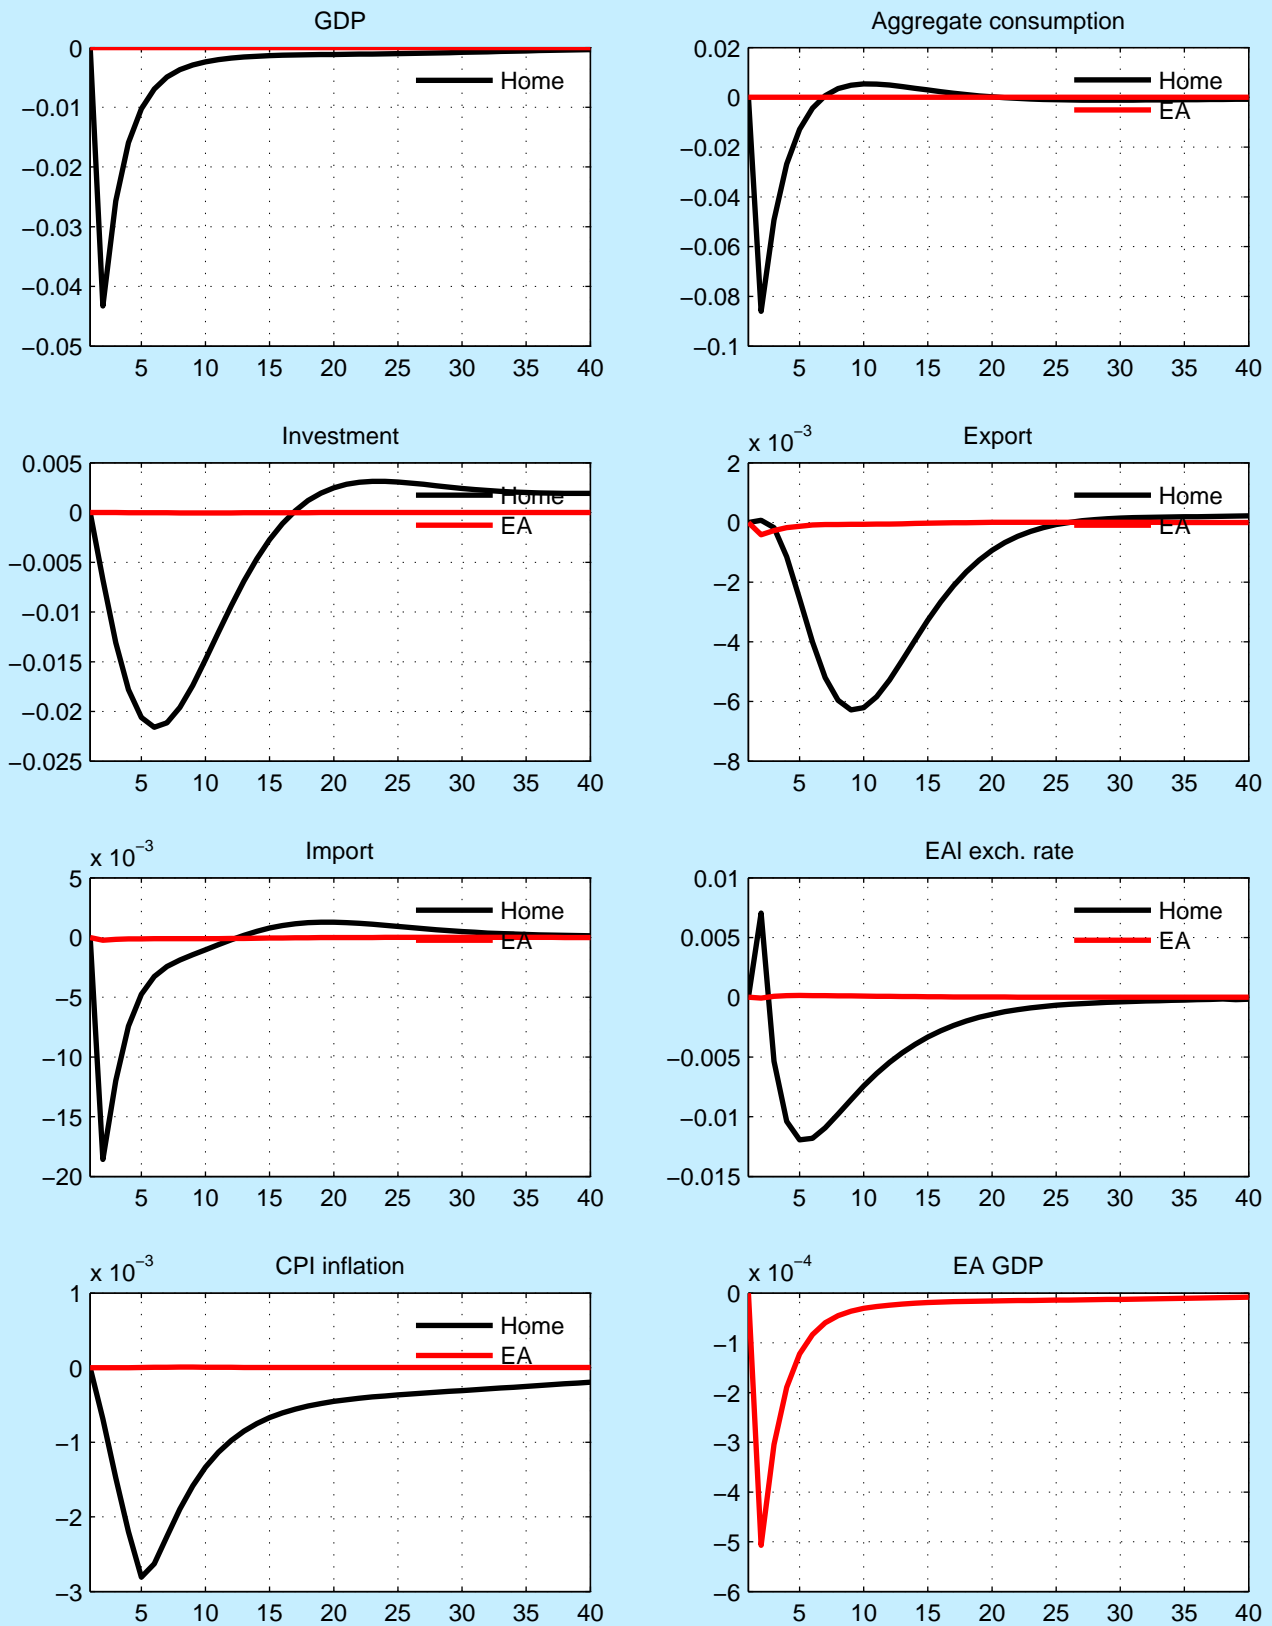 GDP
0
−0.01
−0.02
−0.03
−0.04
−0.05
Home
5 10 15 20 25 30 35 40
Aggregate consumption
0.02
0
−0.02
−0.04
−0.06
−0.08
−0.1
Home
EA
5 10 15 20 25 30 35 40
Investment
0.005
0
−0.005
−0.01
−0.015
−0.02
−0.025
Home
EA
5 10 15 20 25 30 35 40
Export
x 10−3
2
0
−2
−4
−6
−8
Home
EA
5 10 15 20 25 30 35 40
Import
x 10−3
5
0
−5
−10
−15
−20
Home
EA
5 10 15 20 25 30 35 40
EAl exch. rate
0.01
0.005
0
−0.005
−0.01
−0.015
Home
EA
5 10 15 20 25 30 35 40
CPI inflation
x 10−3
1
0
−1
−2
−3
Home
EA
5 10 15 20 25 30 35 40
EA GDP
x 10−4
0
−1
−2
−3
−4
−5
−6
5 10 15 20 25 30 35 40